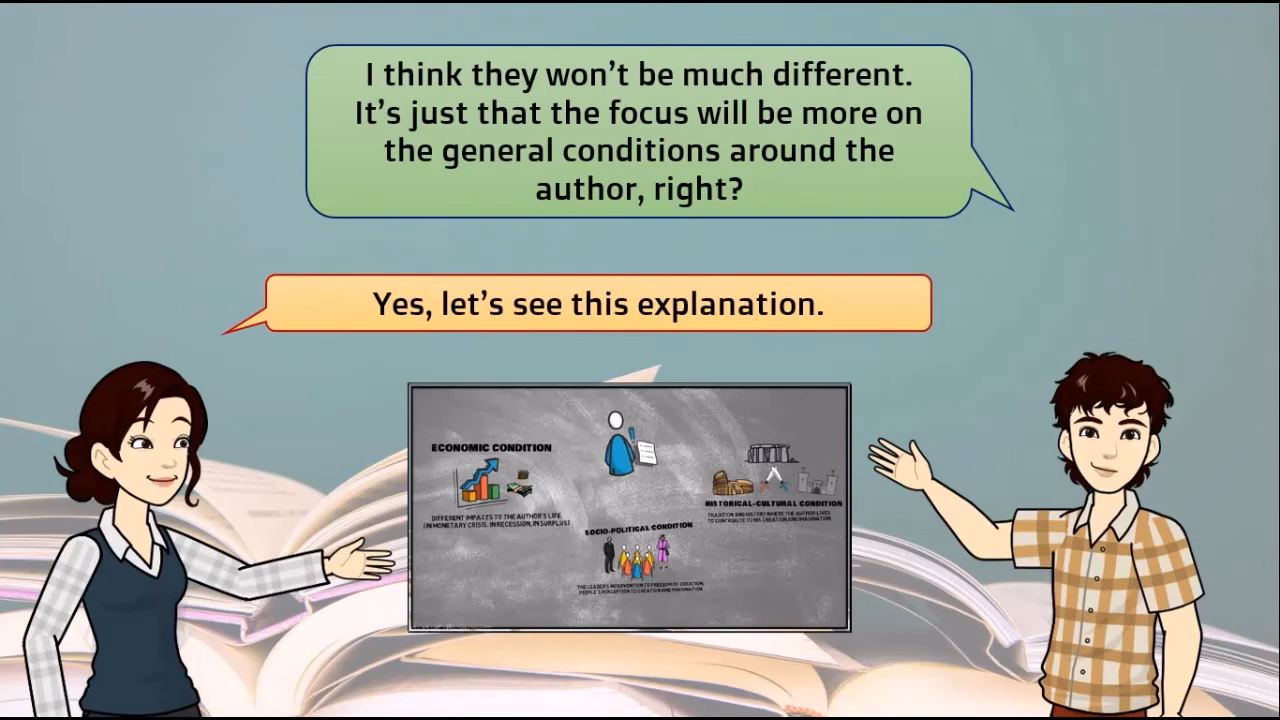 I think they won’t be much different.
It’s just that the focus will be more on
the general conditions around the
author, right?
Yes, let’s see this explanation.
ECONOMIC CONDITION
DIFFERENT IMPACTS TO THE AUTHOR'S LIFE
(IN MONETARY CRISIS, IN RECESSION, IN SURPLUS)
HISTORICAL-CULTURAL CONDITION
TRADITION AND HISTORY WHERE THE AUTHOR LIVES
TO CONTRIBUTE TO HIS CREATION AND IMAGINATION
SOCIO-POLITICAL CONDITION
THE LEADER'S INTERVENTION TO FREEDOM OF CREATION,
PEOPLE'S PERCEPTION TO CREATION AND IMAGINATION